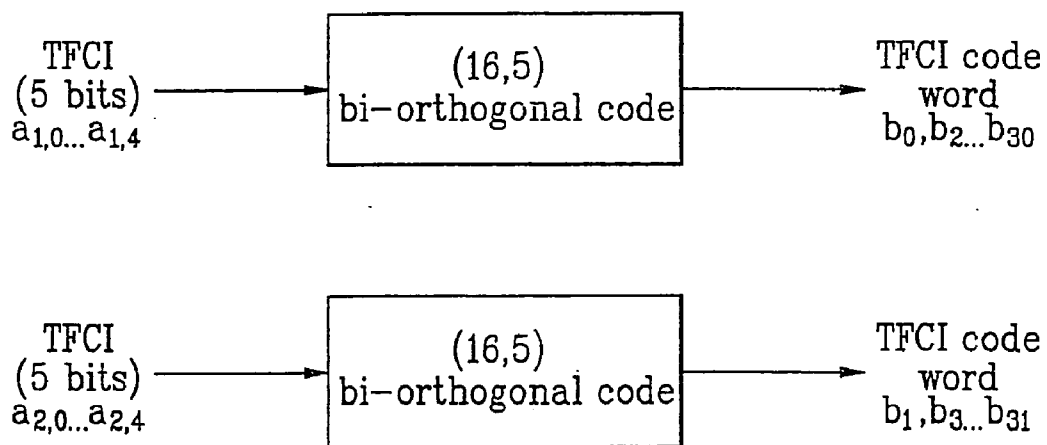 TFCI
(5 bits)
a1,0...a1,4
(16,5)
bi-orthogonal code
TFCI code
word
b0,b2...b30
TFCI
(5 bits)
a2,0...a2,4
(16,5)
bi-orthogonal code
TFCI code
word
b1,b3...b31